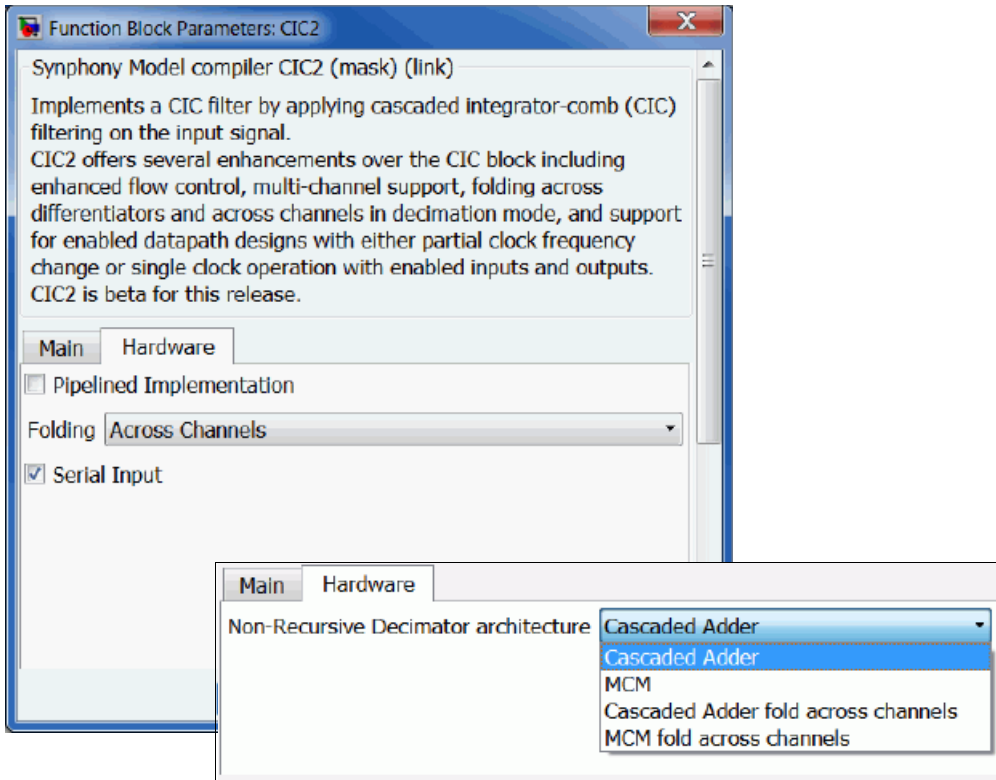 Function Block Parameters: CIC2
X
Synphony Model compiler CIC2 (mask) (link)
Implements a CIC filter by applying cascaded integrator-comb (CIC)
filtering on the input signal.
CIC2 offers several enhancements over the CIC block including
enhanced flow control, multi-channel support, folding across
differentiators and across channels in decimation mode, and support
for enabled datapath designs with either partial clock frequency
change or single clock operation with enabled inputs and outputs.
CIC2 is beta for this release.
Main Hardware
Pipelined Implementation
Folding Across Channels
Serial Input
Main Hardware
Non-Recursive Decimator architecture Cascaded Adder
Cascaded Adder
MCM
Cascaded Adder fold across channels
MCM fold across channels